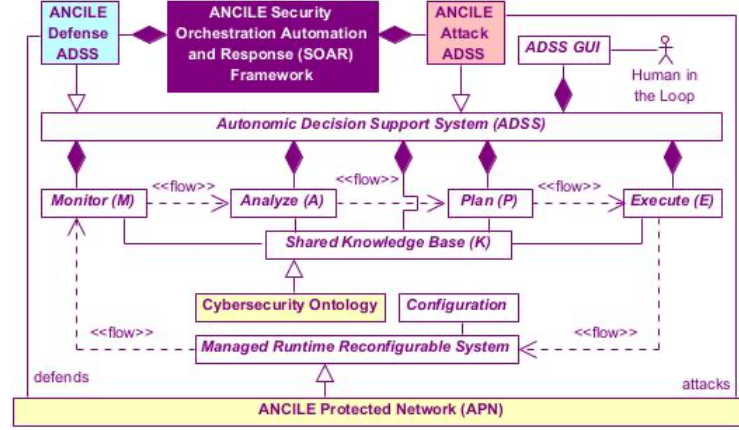 ANCILE
Defense
ADSS
ANCILE Security
Orchestration Automation
and Response (SOAR)
Framework
ANCILE
Attack
ADSS
ADSS GUI
Human in
the Loop
Autonomic Decision Support System (ADSS)
<<flow>>
<<flow>>
<<flow>>
Monitor (M)
Analyze (A)
Plan (P)
Execute (E)
Shared Knowledge Base (K)
Cybersecurity Ontology
Configuration
<<flow>>
<<flow>>
Managed Runtime Reconfigurable System
defends
attacks
ANCILE Protected Network (APN)